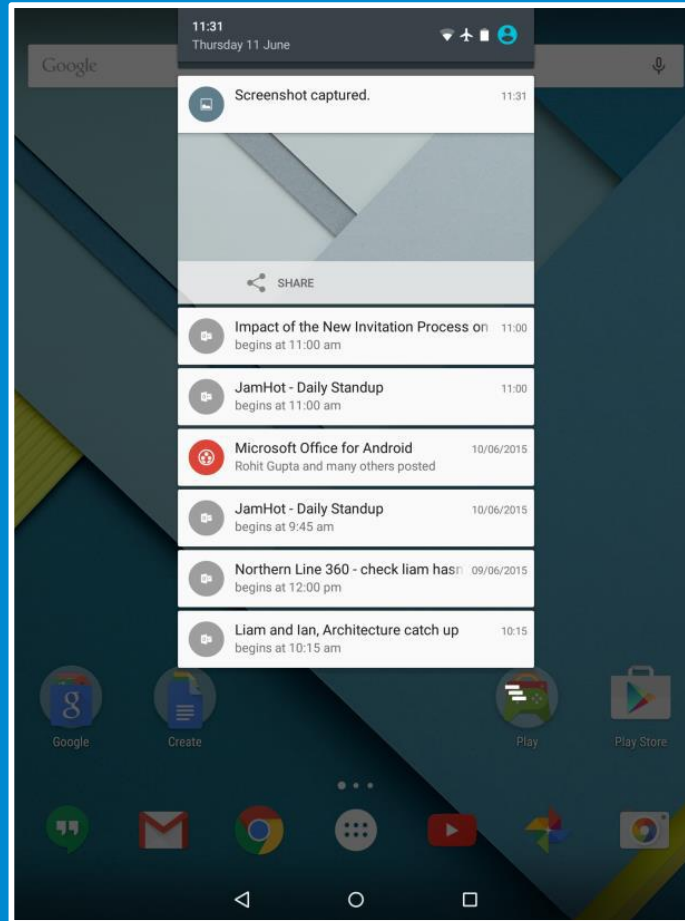 11:31
Thursday 11 June
Google
Screenshot captured.
11:31
SHARE
Impact of the New Invitation Process on
11:00
begins at 11:00 am
JamHot - Daily Standup
11:00
begins at 11:00 am
Microsoft Office for Android
10/06/2015
Rohit Gupta and many others posted
JamHot - Daily Standup
10/06/2015
begins at 9:45 am
Northern Line 360 - check liam hasn
09/06/2015
begins at 12:00 pm
Liam and Ian, Architecture catch up
10:15
begins at 10:15 am
Google
Create
Play
Play Store